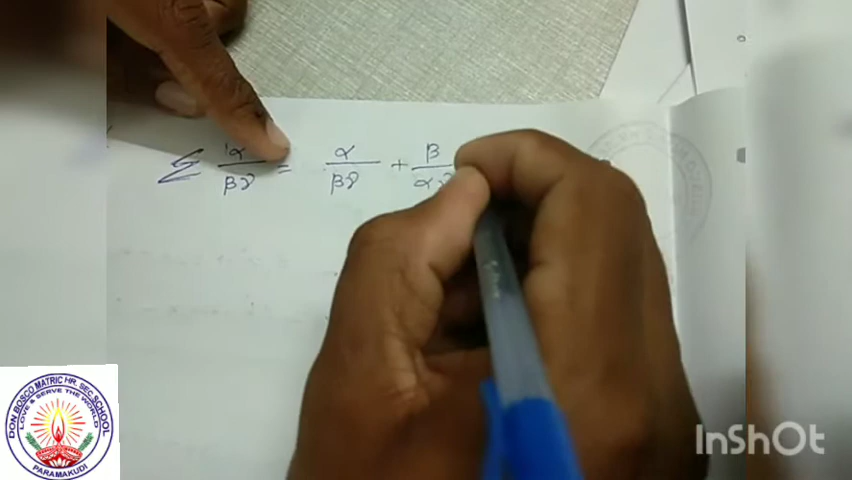 Σ α/βγ = α/βγ + β/αγ
DON BOSCO MATRIC HR. SEC. SCHOOL
LOVE & SERVE THE WORLD
PARAMAKUDI
InShOt